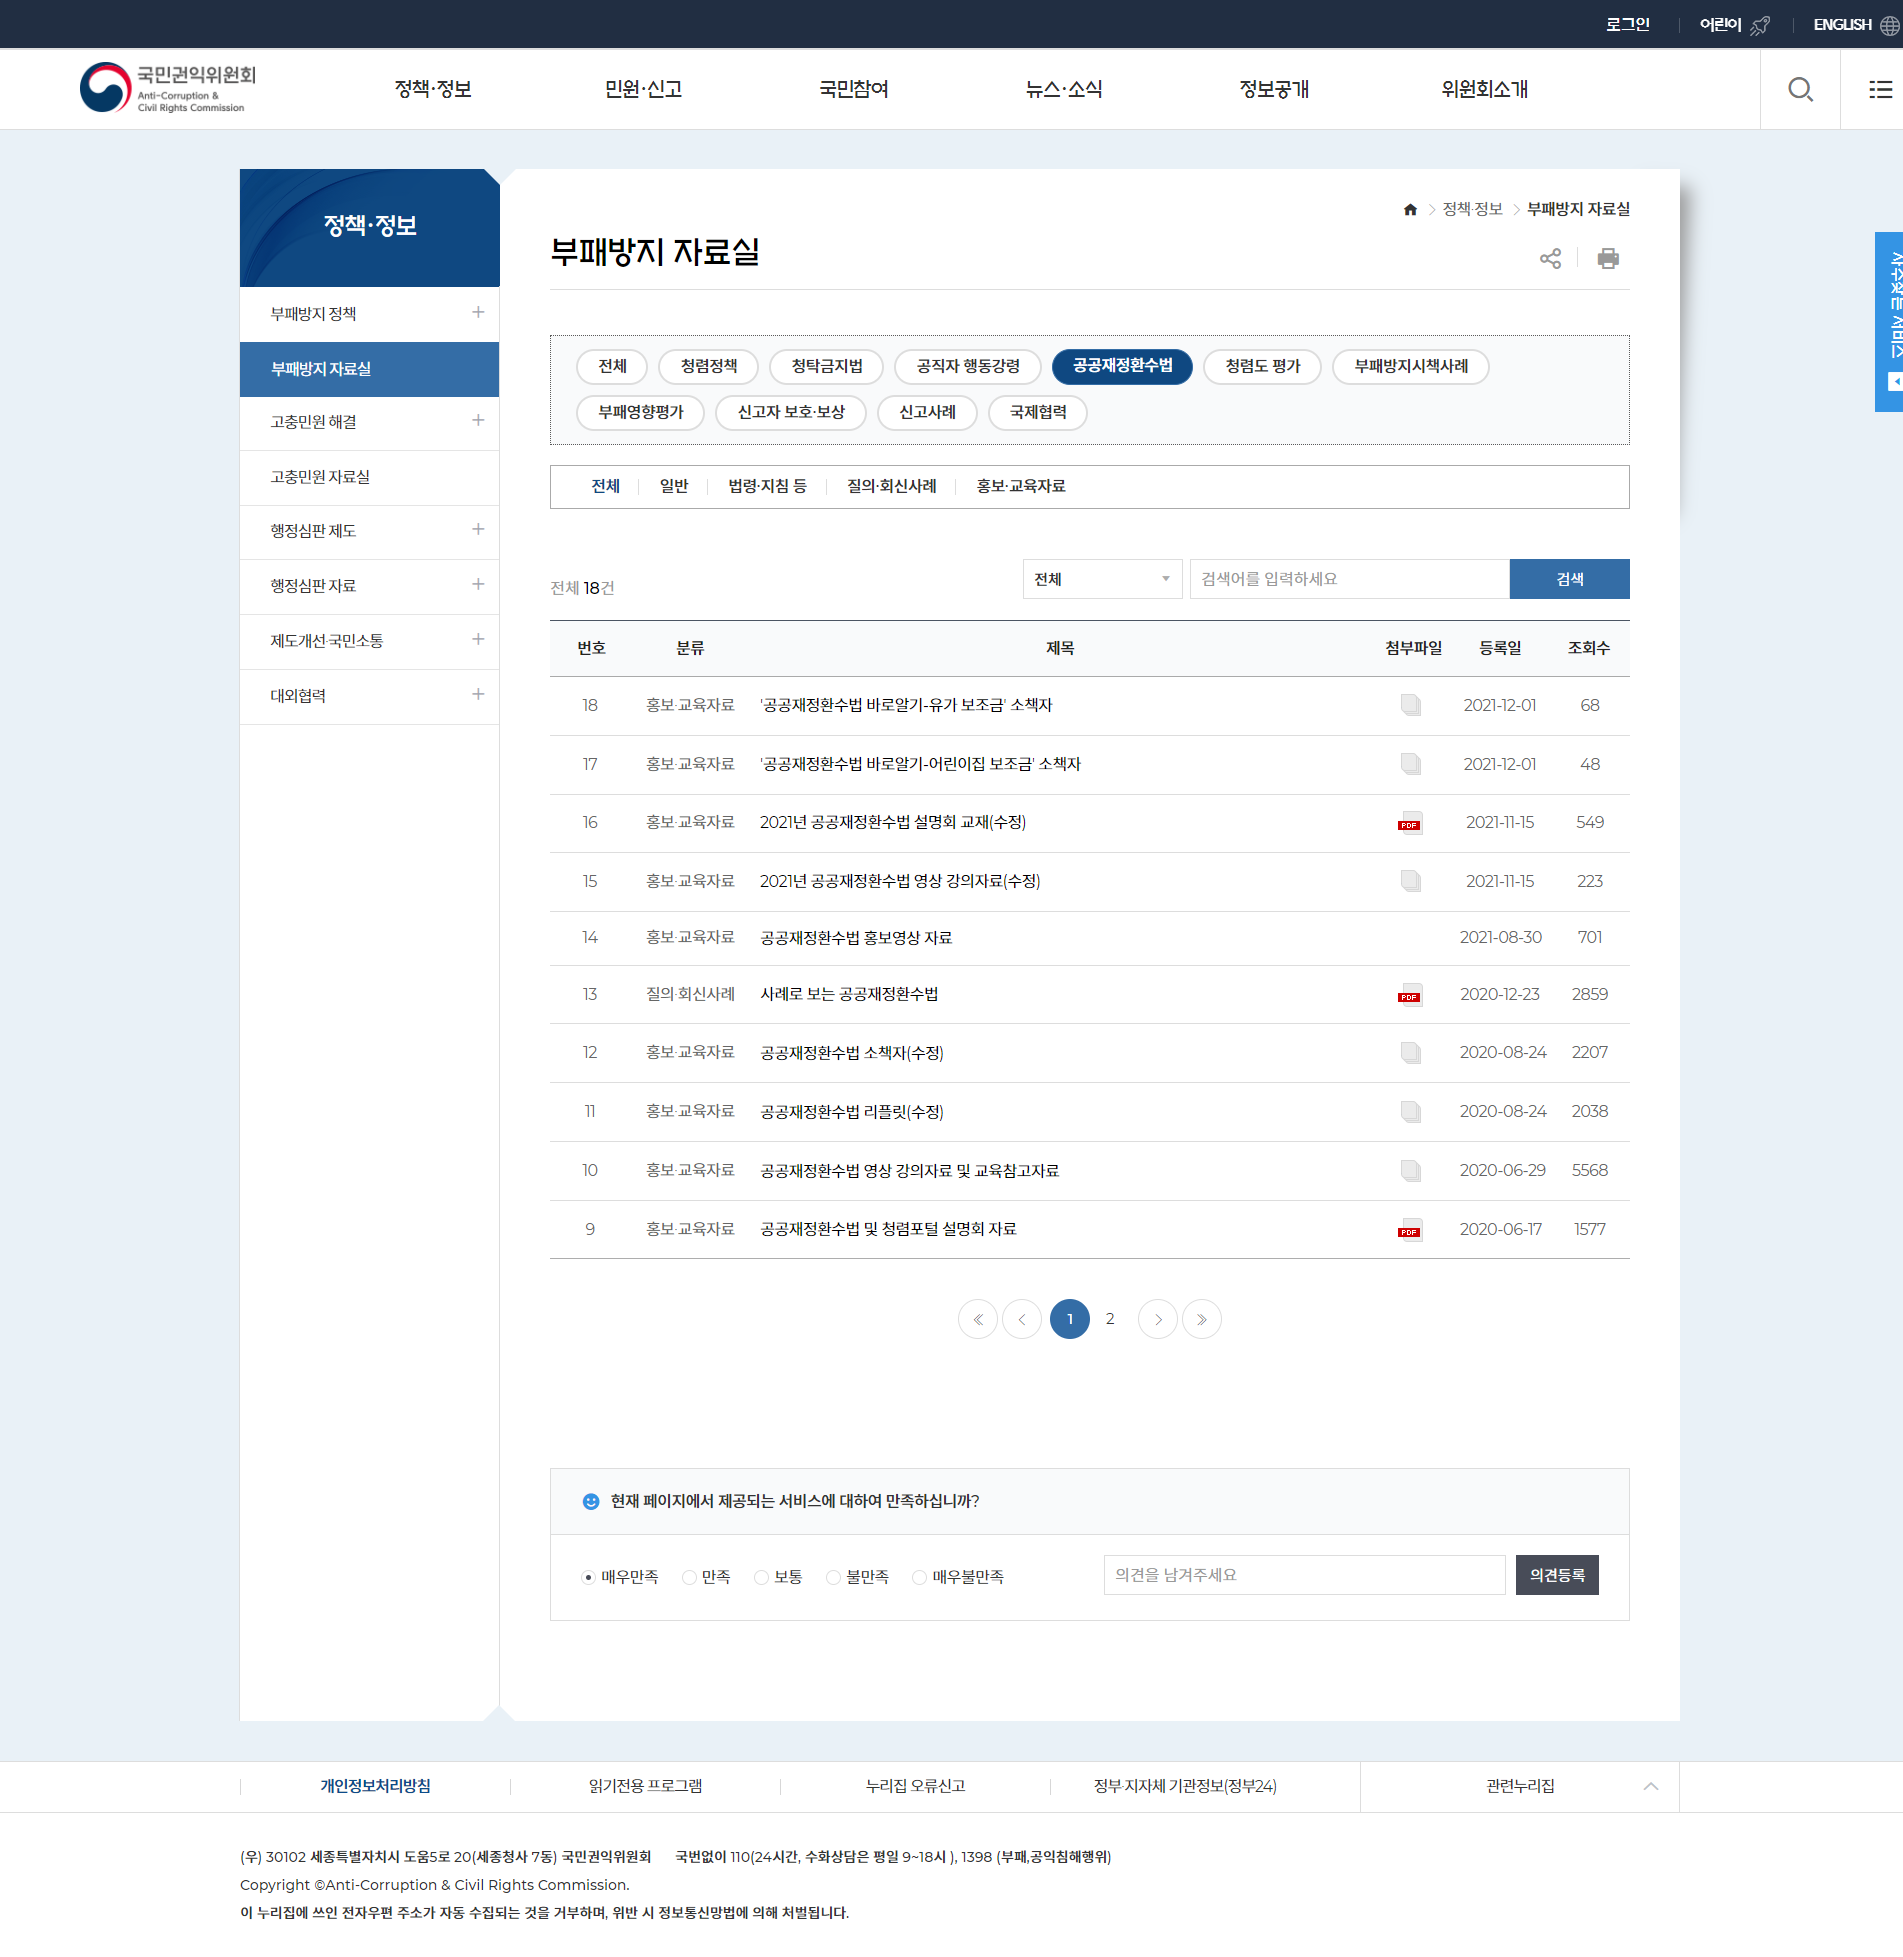 로그인 어린이 ENGLISH
국민권익위원회
Anti-Corruption &
Civil Rights Commission
정책·정보 민원·신고 국민참여 뉴스·소식 정보공개 위원회소개
정책·정보
부패방지 정책
부패방지 자료실
고충민원 해결
고충민원 자료실
행정심판 제도
행정심판 자료
제도개선·국민소통
대외협력
정책·정보 부패방지 자료실
부패방지 자료실
전체 청렴정책 청탁금지법 공직자 행동강령 공공재정환수법 청렴도 평가 부패방지시책사례
부패영향평가 신고자 보호·보상 신고사례 국제협력
전체 일반 법령·지침 등 질의·회신사례 홍보·교육자료
전체 18건 전체 검색어를 입력하세요 검색
번호 분류 제목 첨부파일 등록일 조회수
18 홍보·교육자료 '공공재정환수법 바로알기-유가 보조금' 소책자 2021-12-01 68
17 홍보·교육자료 '공공재정환수법 바로알기-어린이집 보조금' 소책자 2021-12-01 48
16 홍보·교육자료 2021년 공공재정환수법 설명회 교재(수정) PDF 2021-11-15 549
15 홍보·교육자료 2021년 공공재정환수법 영상 강의자료(수정) 2021-11-15 223
14 홍보·교육자료 공공재정환수법 홍보영상 자료 2021-08-30 701
13 질의·회신사례 사례로 보는 공공재정환수법 PDF 2020-12-23 2859
12 홍보·교육자료 공공재정환수법 소책자(수정) 2020-08-24 2207
11 홍보·교육자료 공공재정환수법 리플릿(수정) 2020-08-24 2038
10 홍보·교육자료 공공재정환수법 영상 강의자료 및 교육참고자료 2020-06-29 5568
9 홍보·교육자료 공공재정환수법 및 청렴포털 설명회 자료 PDF 2020-06-17 1577
1 2
현재 페이지에서 제공되는 서비스에 대하여 만족하십니까?
매우만족 만족 보통 불만족 매우불만족 의견을 남겨주세요 의견등록
개인정보처리방침 읽기전용 프로그램 누리집 오류신고 정부·지자체 기관정보(정부24) 관련누리집
(우) 30102 세종특별자치시 도움5로 20(세종청사 7동) 국민권익위원회 국번없이 110(24시간, 수화상담은 평일 9~18시 ), 1398 (부패,공익침해행위)
Copyright ©Anti-Corruption & Civil Rights Commission.
이 누리집에 쓰인 전자우편 주소가 자동 수집되는 것을 거부하며, 위반 시 정보통신망법에 의해 처벌됩니다.